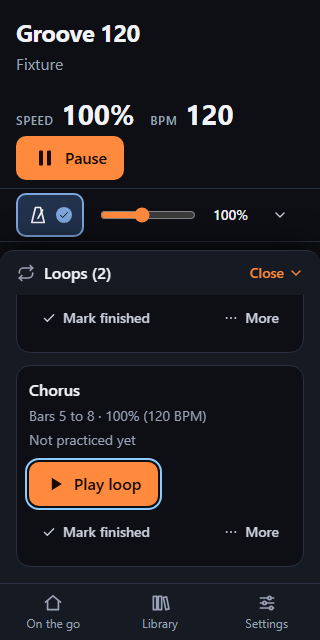 Groove 120
Fixture
SPEED 100% BPM 120
Pause
100%
Loops (2)
Close
Mark finished
··· More
Chorus
Bars 5 to 8 · 100% (120 BPM)
Not practiced yet
Play loop
Mark finished
··· More
On the go
Library
Settings